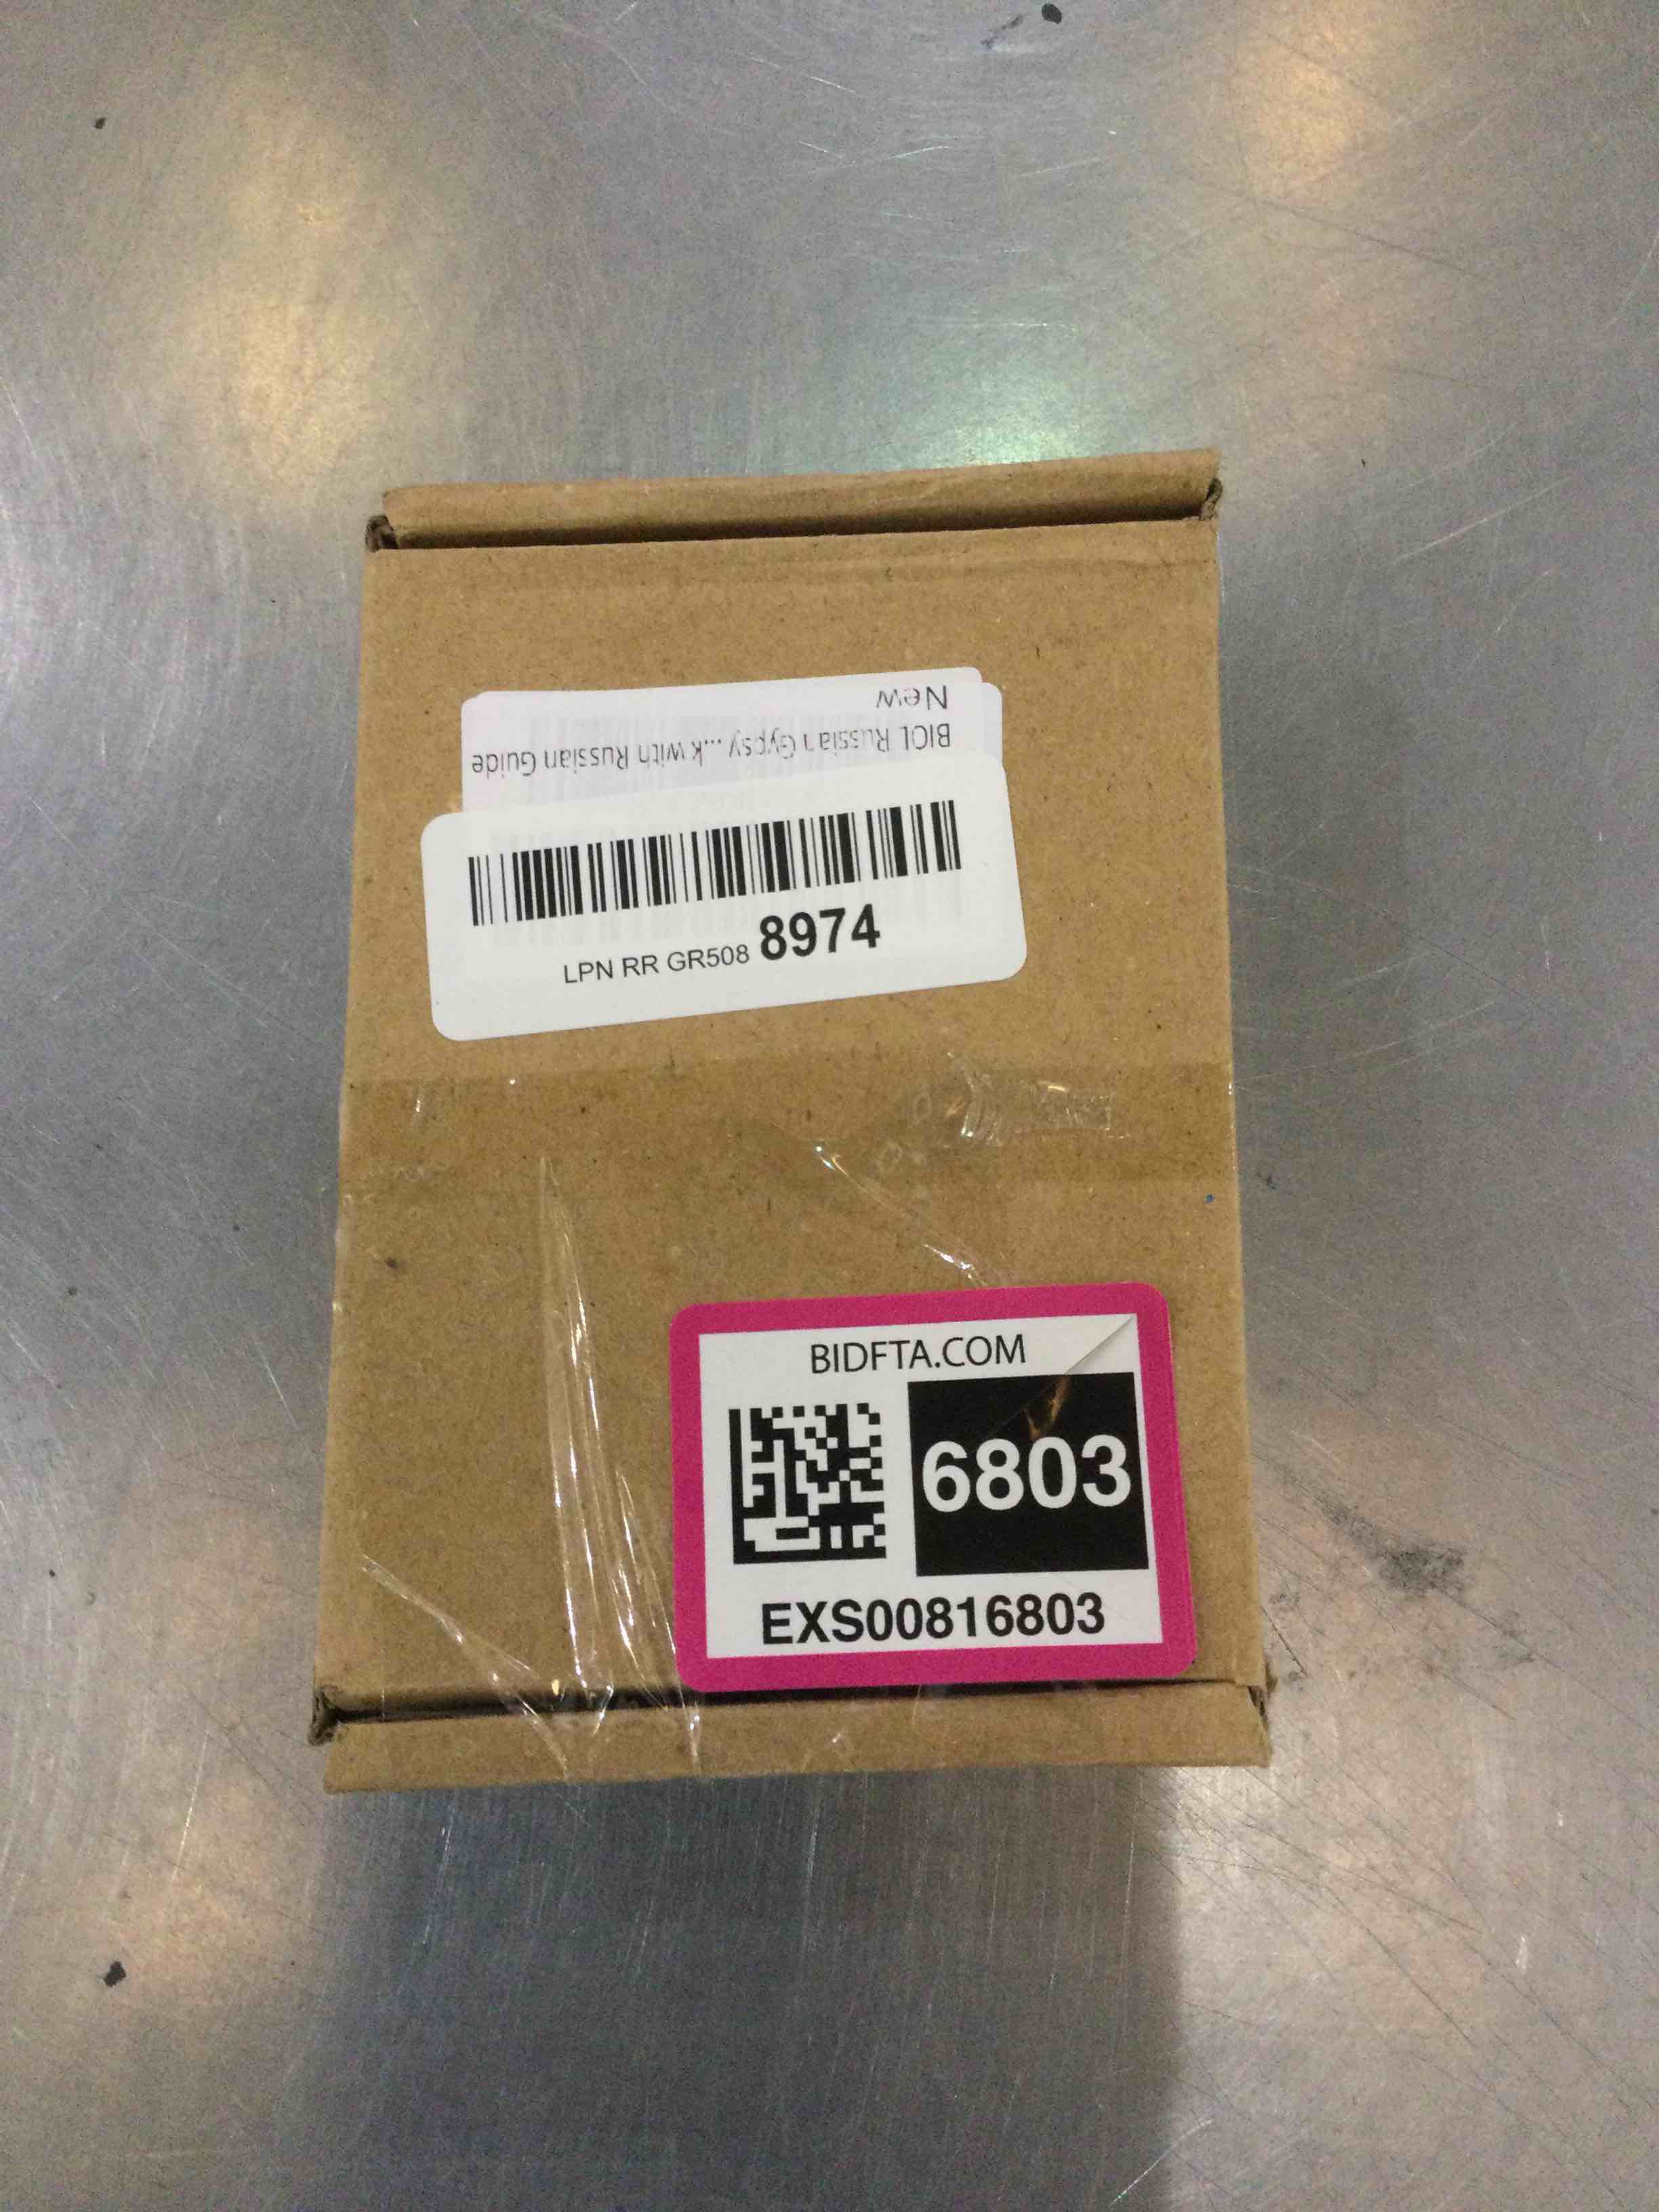 New
BIOL Russian Gypsy ...k with Russian Guide
LPN RR GR508 8974
BIDFTA.COM
6803
EXS00816803